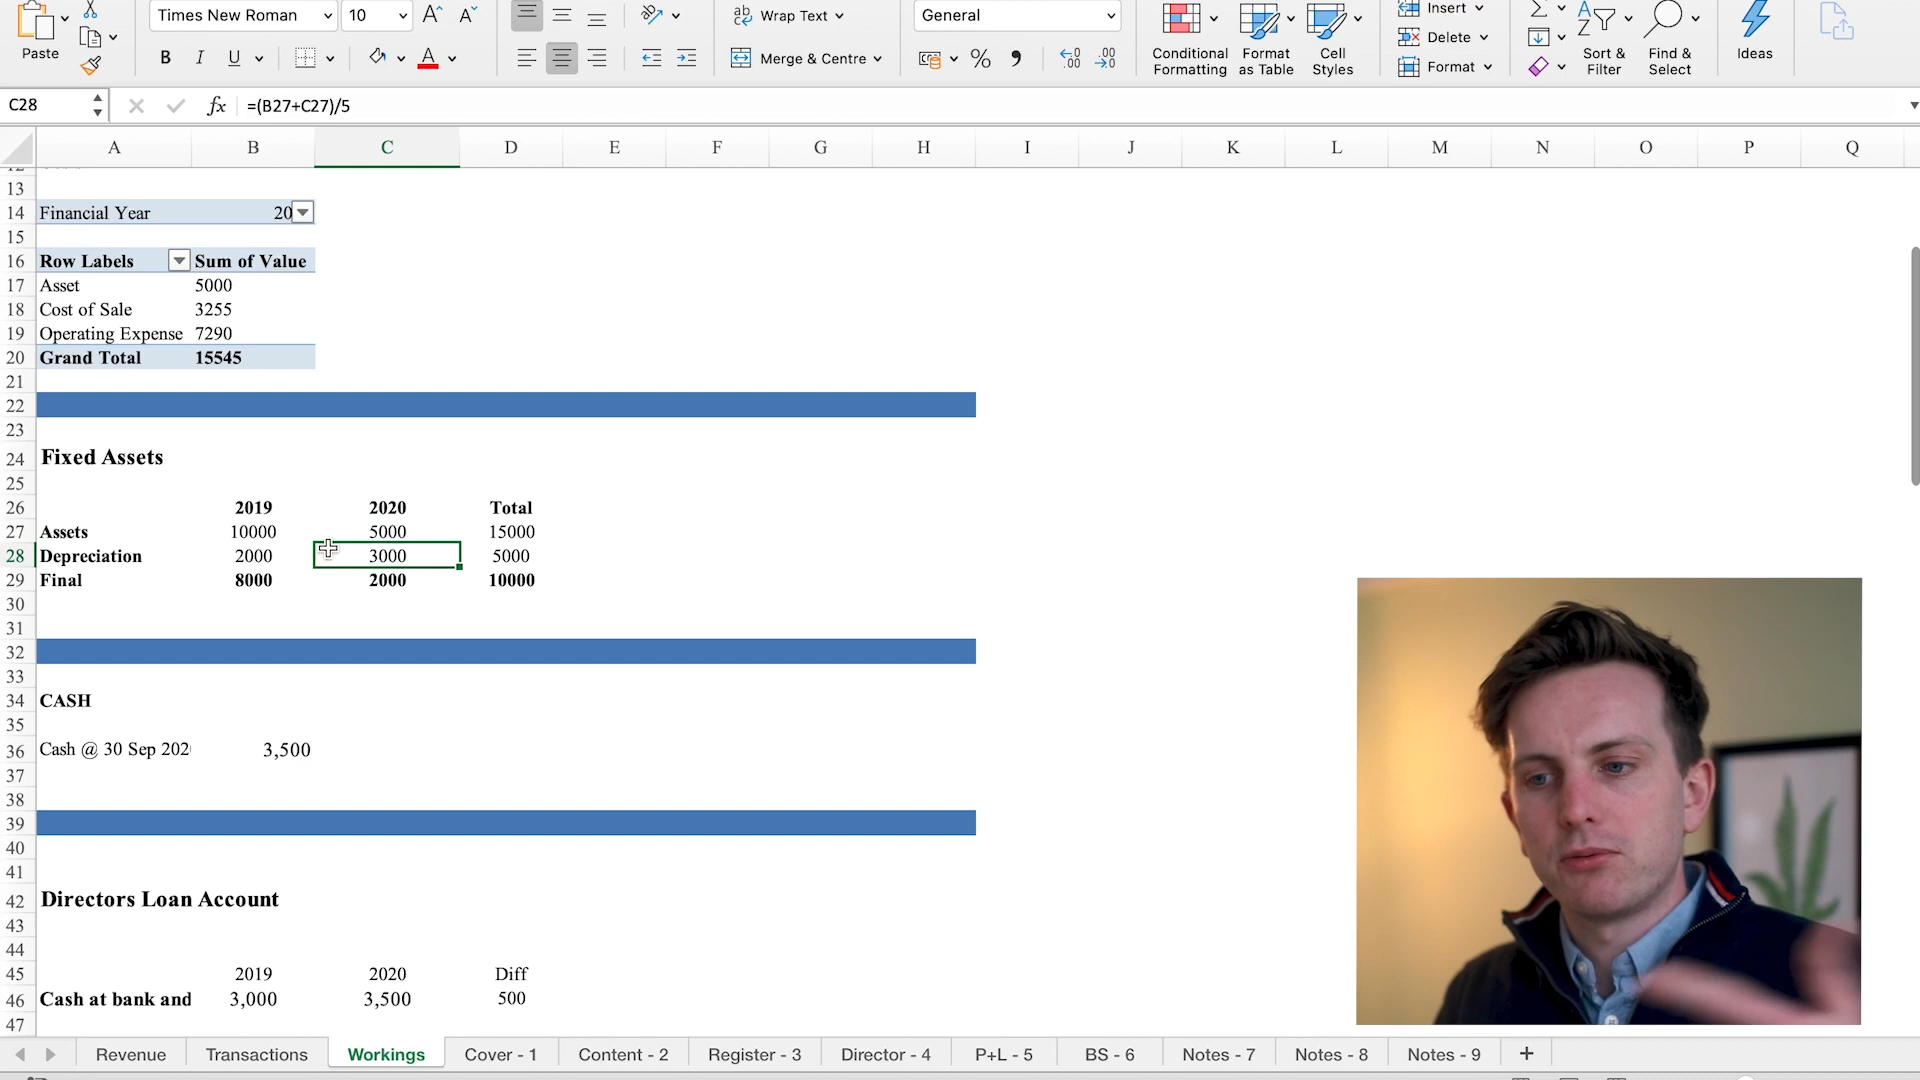 Paste
Times New Roman
10
Wrap Text
General
Insert
Delete
Format
B I U
A
Merge & Centre
%
Conditional Formatting
Format as Table
Cell Styles
Sort & Filter
Find & Select
Ideas
C28
fx =(B27+C27)/5
A B C D E F G H I J K L M N O P Q
13
14 Financial Year 20
15
16 Row Labels Sum of Value
17 Asset 5000
18 Cost of Sale 3255
19 Operating Expense 7290
20 Grand Total 15545
21
22
23
24 Fixed Assets
25
26 2019 2020 Total
27 Assets 10000 5000 15000
28 Depreciation 2000 3000 5000
29 Final 8000 2000 10000
30
31
32
33
34 CASH
35
36 Cash @ 30 Sep 202 3,500
37
38
39
40
41
42 Directors Loan Account
43
44
45 2019 2020 Diff
46 Cash at bank and 3,000 3,500 500
47
Revenue Transactions Workings Cover - 1 Content - 2 Register - 3 Director - 4 P+L - 5 BS - 6 Notes - 7 Notes - 8 Notes - 9 +